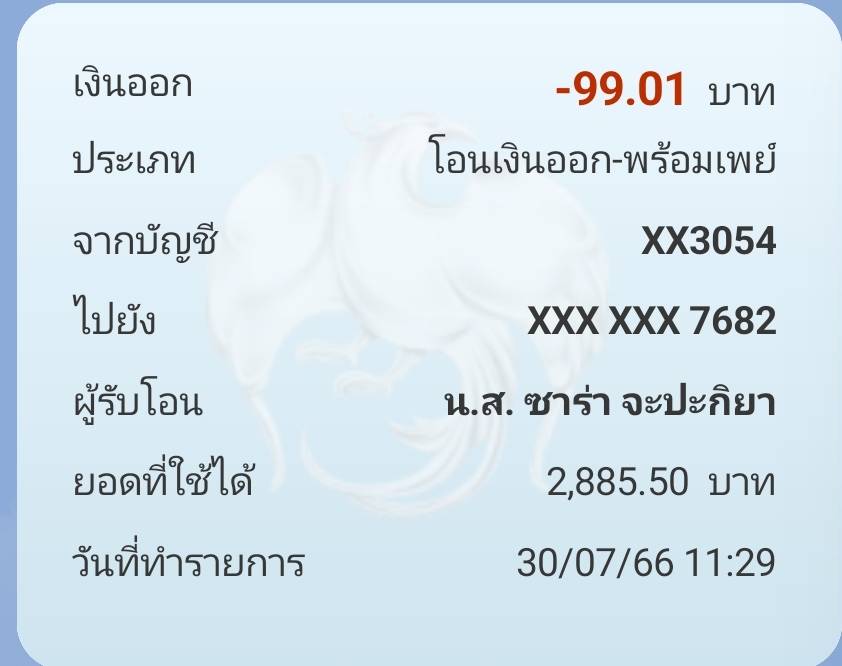 เงินออก -99.01 บาท
ประเภท โอนเงินออก-พร้อมเพย์
จากบัญชี XX3054
ไปยัง XXX XXX 7682
ผู้รับโอน น.ส. ซาร่า จะปะกิยา
ยอดที่ใช้ได้ 2,885.50 บาท
วันที่ทำรายการ 30/07/66 11:29